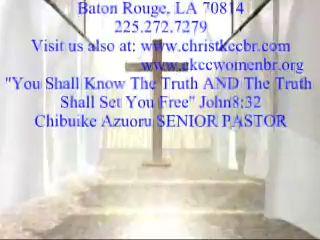 Baton Rouge, LA 70814
225.272.7279
Visit us also at: www.christkccbr.com
www.ckccwomenbr.org
"You Shall Know The Truth AND The Truth
Shall Set You Free" John8:32
Chibuike Azuoru SENIOR PASTOR